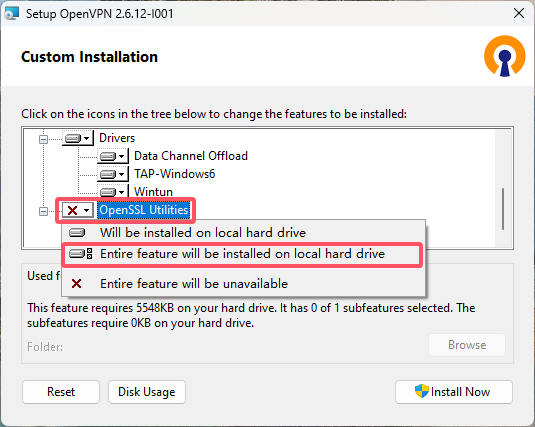 Setup OpenVPN 2.6.12-I001
Custom Installation
Click on the icons in the tree below to change the features to be installed:
Drivers
Data Channel Offload
TAP-Windows6
Wintun
OpenSSL Utilities
Will be installed on local hard drive
Entire feature will be installed on local hard drive
Entire feature will be unavailable
Used f
This feature requires 5548KB on your hard drive. It has 0 of 1 subfeatures selected. The
subfeatures require 0KB on your hard drive.
Folder:
Browse
Reset
Disk Usage
Install Now